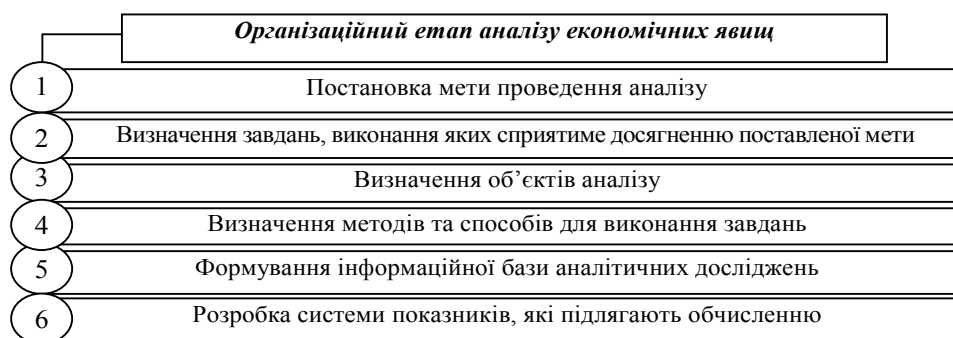 Організаційний етап аналізу економічних явищ
1 Постановка мети проведення аналізу
2 Визначення завдань, виконання яких сприятиме досягненню поставленої мети
3 Визначення об’єктів аналізу
4 Визначення методів та способів для виконання завдань
5 Формування інформаційної бази аналітичних досліджень
6 Розробка системи показників, які підлягають обчисленню